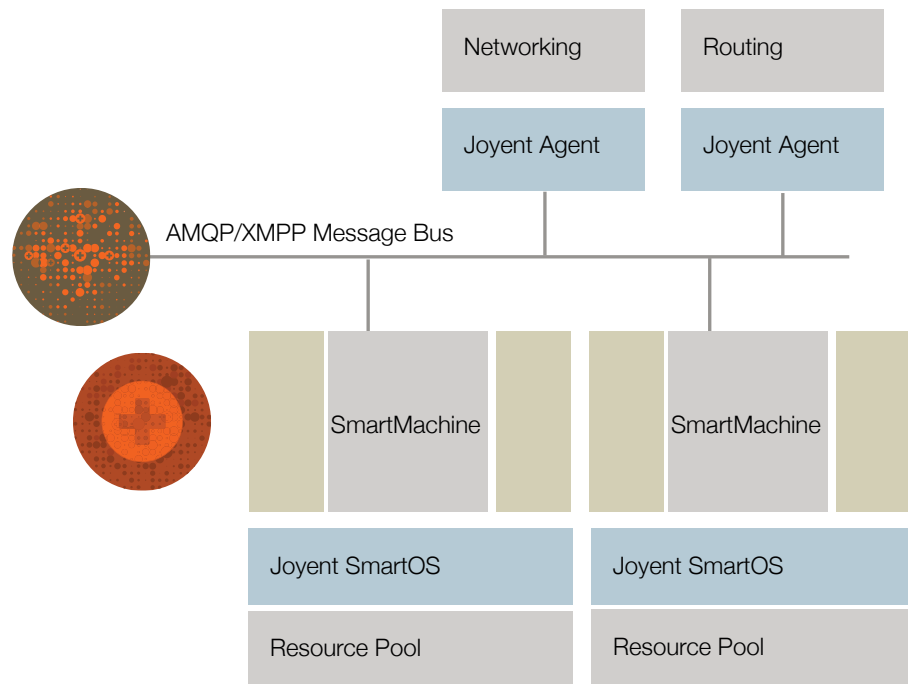 Networking
Routing
Joyent Agent
Joyent Agent
AMQP/XMPP Message Bus
SmartMachine
SmartMachine
Joyent SmartOS
Joyent SmartOS
Resource Pool
Resource Pool